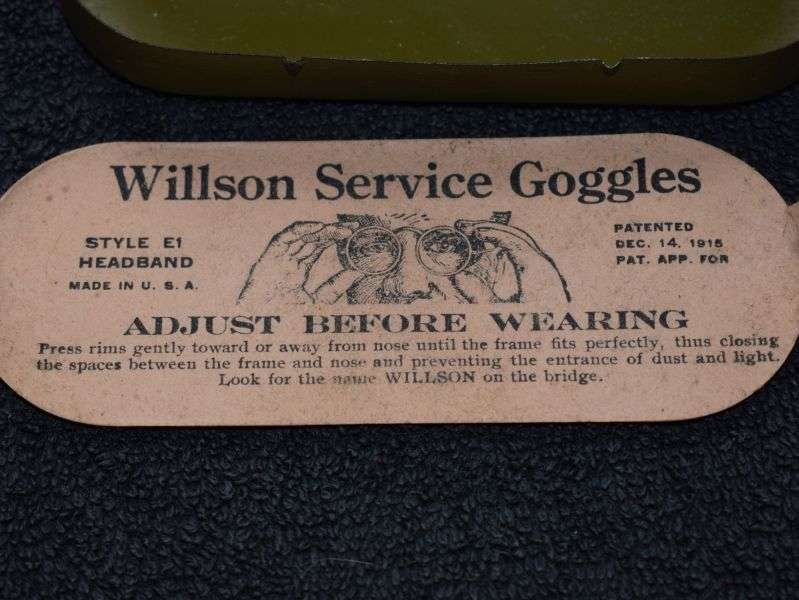 Willson Service Goggles
STYLE E1
HEADBAND
MADE IN U. S. A.
PATENTED
DEC. 14, 1915
PAT. APP. FOR
ADJUST BEFORE WEARING
Press rims gently toward or away from nose until the frame fits perfectly, thus closing
the spaces between the frame and nose and preventing the entrance of dust and light.
Look for the name WILLSON on the bridge.